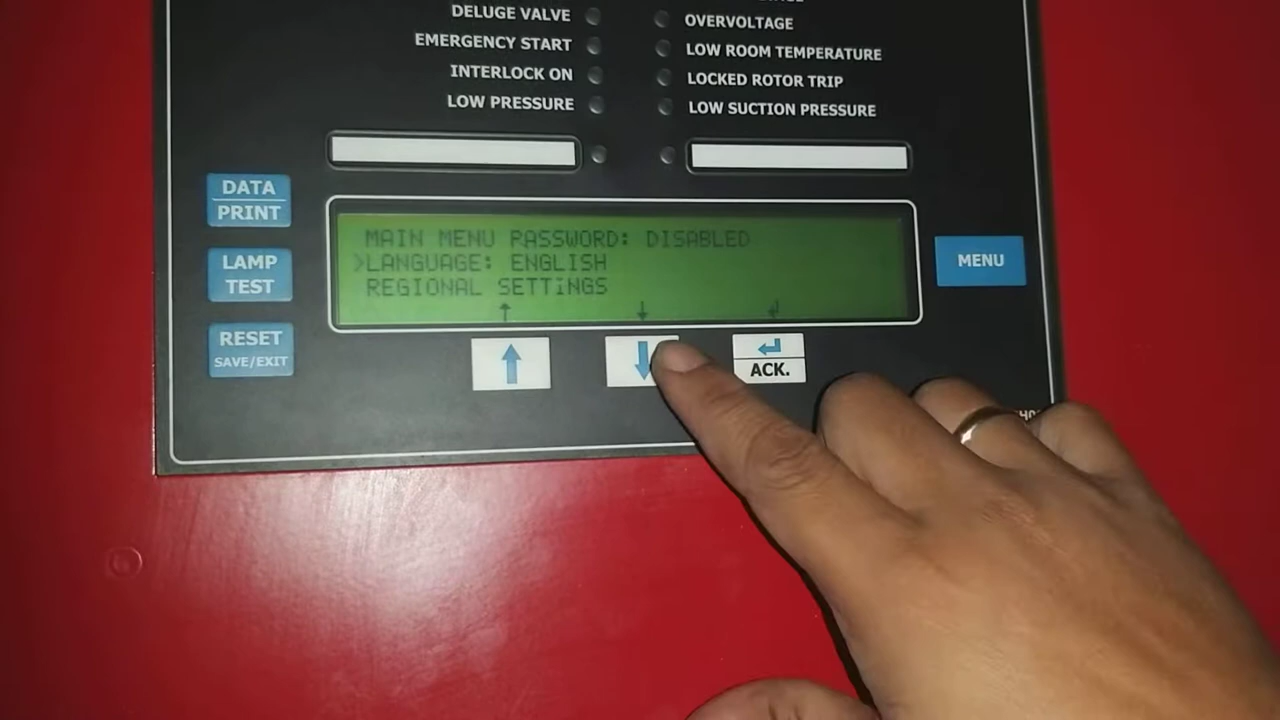 DELUGE VALVE
OVERVOLTAGE
EMERGENCY START
LOW ROOM TEMPERATURE
INTERLOCK ON
LOCKED ROTOR TRIP
LOW PRESSURE
LOW SUCTION PRESSURE
DATA
PRINT
LAMP
TEST
RESET
SAVE/EXIT
MAIN MENU PASSWORD: DISABLED
>LANGUAGE: ENGLISH
REGIONAL SETTINGS
↑ ↓ ↵
MENU
↑ ↓ ↵
ACK.